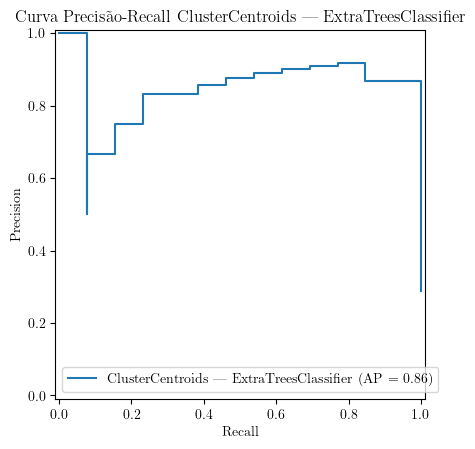 Curva Precisão-Recall ClusterCentroids — ExtraTreesClassifier
1.0
0.8
0.6
0.4
0.2
0.0
Precision
ClusterCentroids — ExtraTreesClassifier (AP = 0.86)
0.0 0.2 0.4 0.6 0.8 1.0
Recall